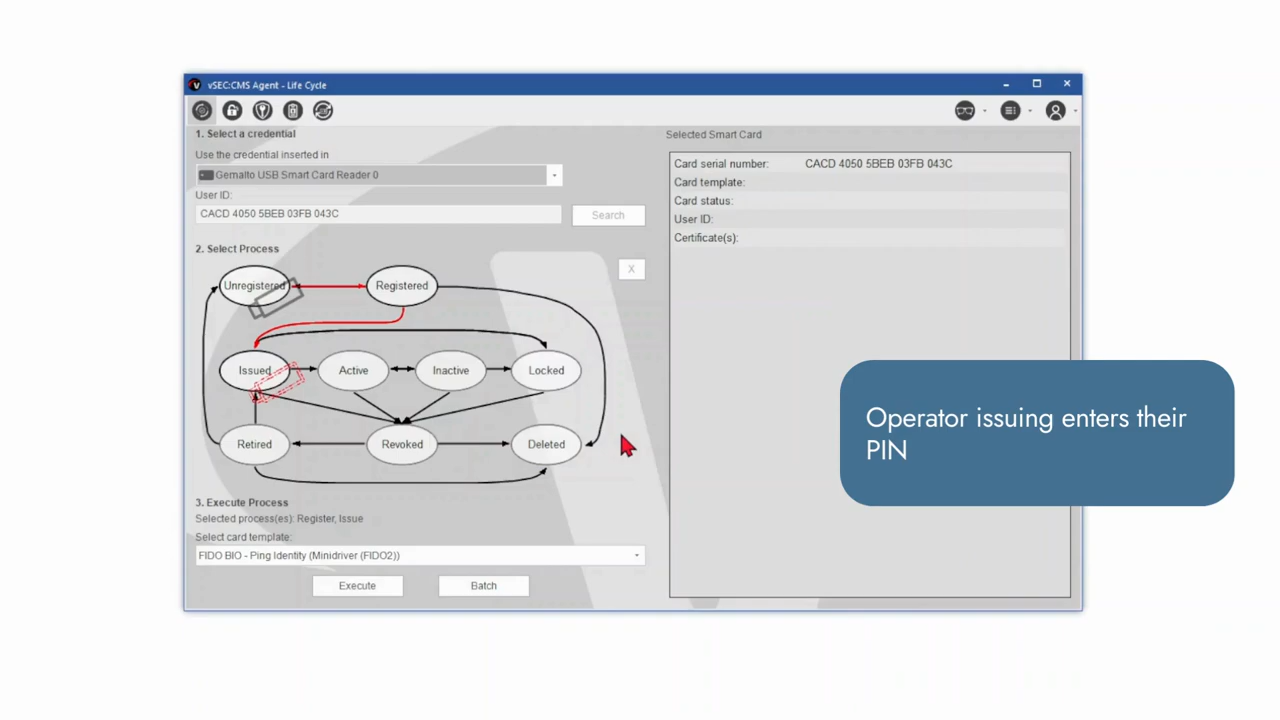 vSEC:CMS Agent - Life Cycle
1. Select a credential
Use the credential inserted in
Gemalto USB Smart Card Reader 0
User ID:
CACD 4050 5BEB 03FB 043C
Search
2. Select Process
X
Unregistered
Registered
Issued
Active
Inactive
Locked
Retired
Revoked
Deleted
3. Execute Process
Selected process(es): Register, Issue
Select card template:
FIDO BIO - Ping Identity (Minidriver (FIDO2))
Execute
Batch
Selected Smart Card
Card serial number: CACD 4050 5BEB 03FB 043C
Card template:
Card status:
User ID:
Certificate(s):
Operator issuing enters their
PIN